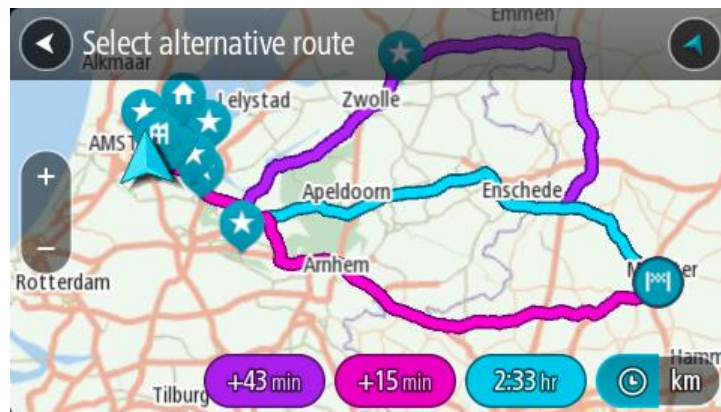 Emmen
Select alternative route
Alkmaar
Lelystad
Zwolle
Apeldoorn
Enschede
Arnhem
Rotterdam
Tilburg
+43 min
+15 min
2:33 hr
km
+
−